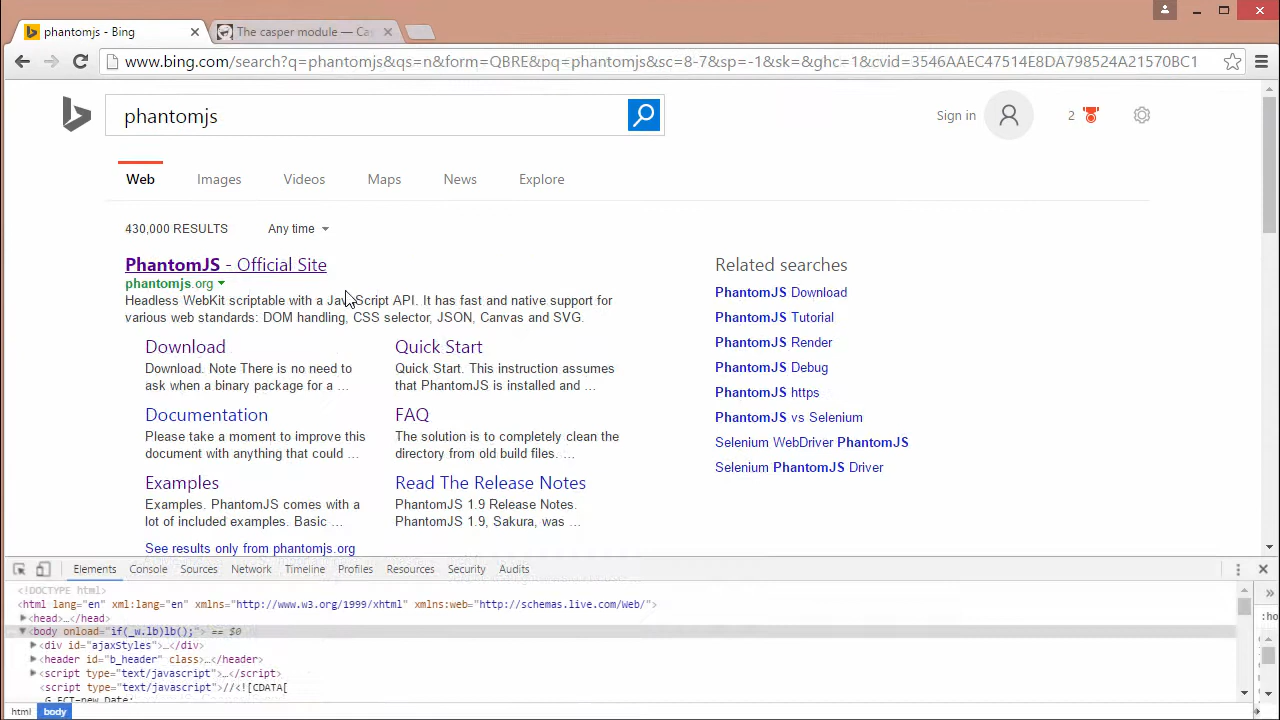 phantomjs - Bing
The casper module — Cas
www.bing.com/search?q=phantomjs&qs=n&form=QBRE&pq=phantomjs&sc=8-7&sp=-1&sk=&ghc=1&cvid=3546AAEC47514E8DA798524A21570BC1
phantomjs
Sign in
2
Web Images Videos Maps News Explore
430,000 RESULTS Any time
PhantomJS - Official Site
phantomjs.org
Headless WebKit scriptable with a JavaScript API. It has fast and native support for
various web standards: DOM handling, CSS selector, JSON, Canvas and SVG.
Download
Download. Note There is no need to
ask when a binary package for a ...
Quick Start
Quick Start. This instruction assumes
that PhantomJS is installed and ...
Documentation
Please take a moment to improve this
document with anything that could ...
FAQ
The solution is to completely clean the
directory from old build files. ...
Examples
Examples. PhantomJS comes with a
lot of included examples. Basic ...
Read The Release Notes
PhantomJS 1.9 Release Notes.
PhantomJS 1.9, Sakura, was ...
See results only from phantomjs.org
Related searches
PhantomJS Download
PhantomJS Tutorial
PhantomJS Render
PhantomJS Debug
PhantomJS https
PhantomJS vs Selenium
Selenium WebDriver PhantomJS
Selenium PhantomJS Driver
Elements Console Sources Network Timeline Profiles Resources Security Audits
<!DOCTYPE html>
<html lang="en" xml:lang="en" xmlns="http://www.w3.org/1999/xhtml" xmlns:web="http://schemas.live.com/Web/">
<head>…</head>
<body onload="if(_w.lb)lb();"> == $0
<div id="ajaxStyles">…</div>
<header id="b_header" class>…</header>
<script type="text/javascript">…</script>
<script type="text/javascript">//<![CDATA[
:ho
html body